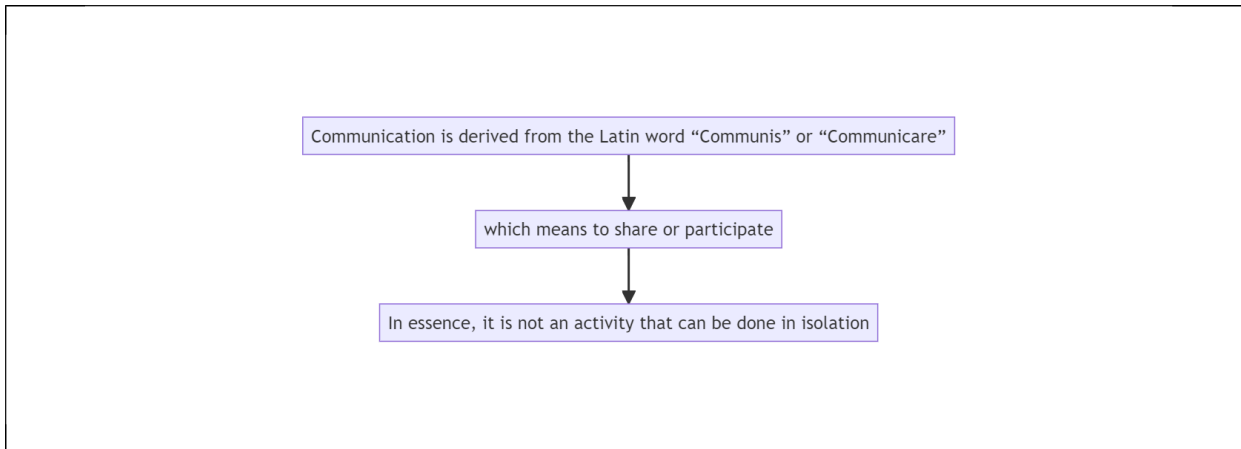 Communication is derived from the Latin word “Communis” or “Communicare”
which means to share or participate
In essence, it is not an activity that can be done in isolation